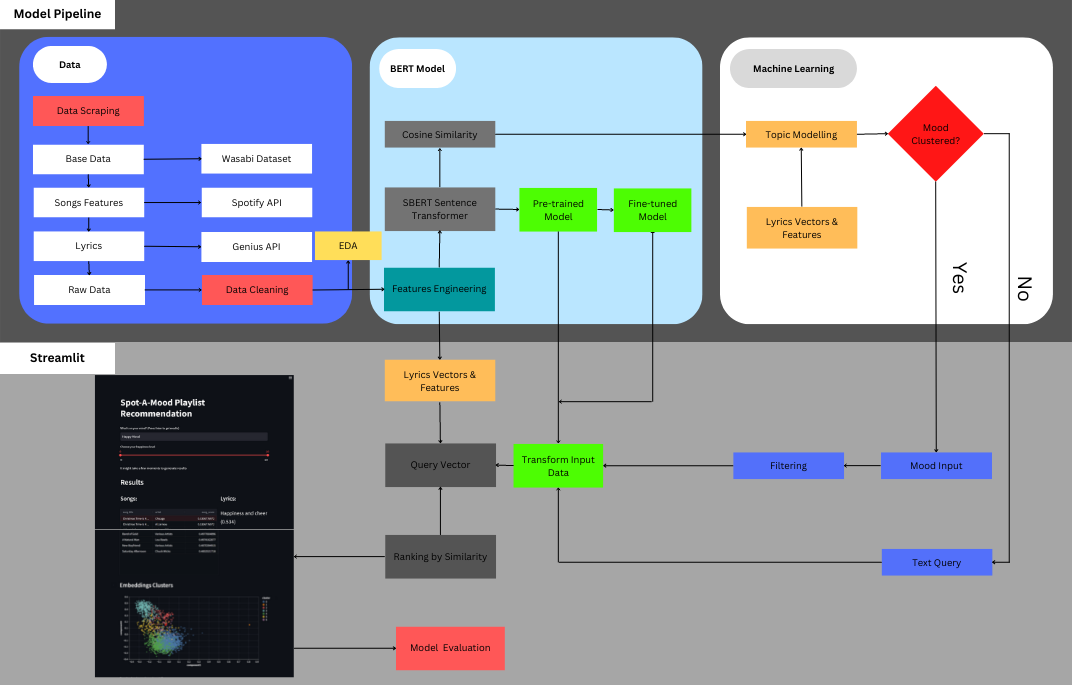 Model Pipeline
Data
Data Scraping
Base Data
Wasabi Dataset
Songs Features
Spotify API
Lyrics
Genius API
EDA
Raw Data
Data Cleaning
BERT Model
Cosine Similarity
SBERT Sentence
Transformer
Pre-trained
Model
Fine-tuned
Model
Features Engineering
Machine Learning
Topic Modelling
Mood
Clustered?
Lyrics Vectors &
Features
Yes
No
Streamlit
Spot-A-Mood Playlist
Recommendation
Happy Mood
Results
Songs:
Lyrics:
Happiness and cheer
(0.534)
Embeddings Clusters
Lyrics Vectors &
Features
Query Vector
Transform Input
Data
Filtering
Mood Input
Ranking by Similarity
Text Query
Model Evaluation